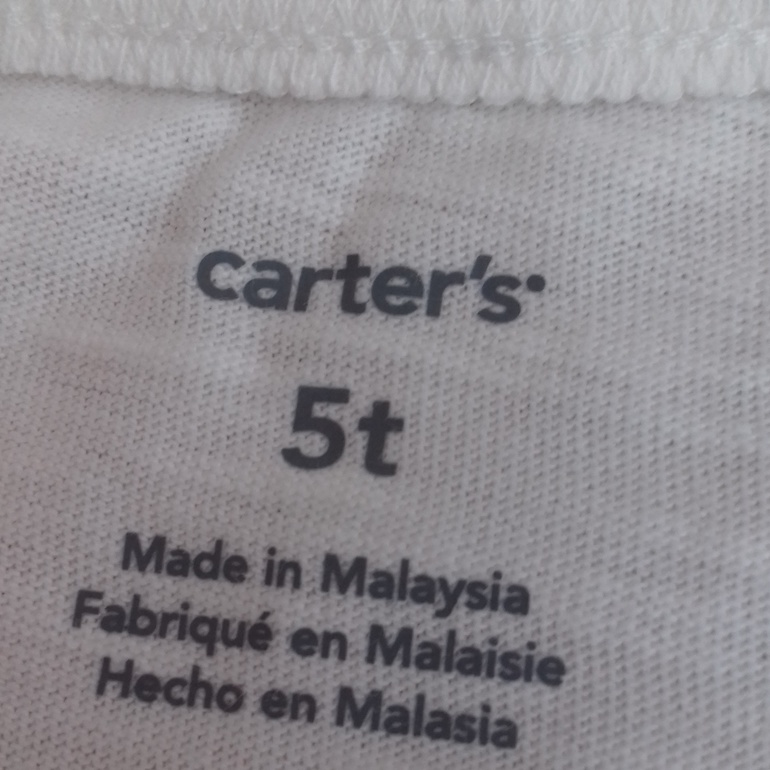 carter's
5t
Made in Malaysia
Fabriqué en Malaisie
Hecho en Malasia